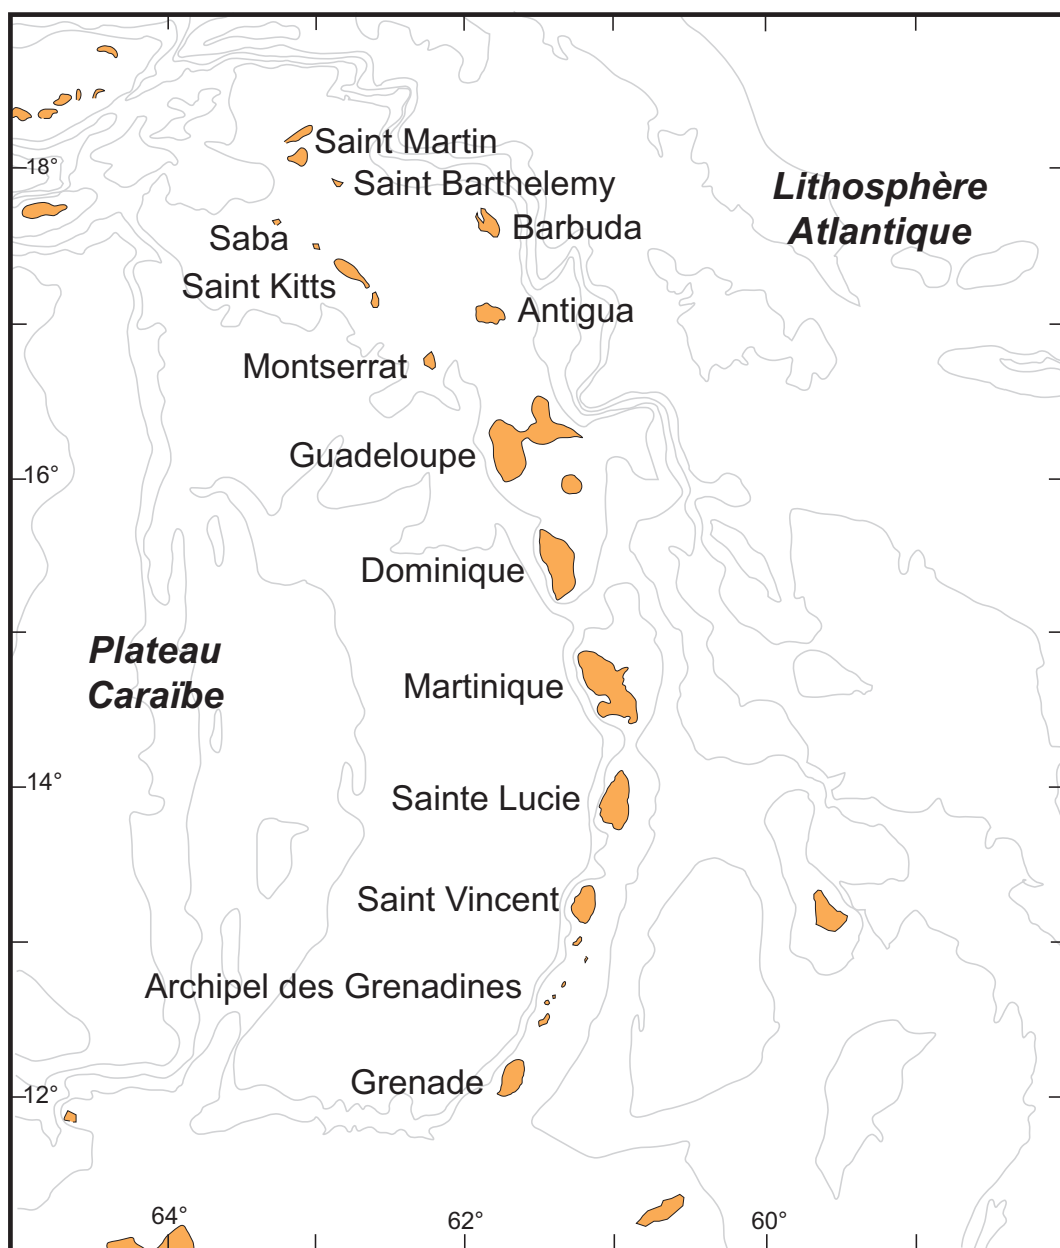 Saint Martin
18°
Saint Barthelemy
Lithosphère
Atlantique
Barbuda
Saba
Saint Kitts
Antigua
Montserrat
Guadeloupe
16°
Dominique
Plateau
Caraïbe
Martinique
14°
Sainte Lucie
Saint Vincent
Archipel des Grenadines
Grenade
12°
64°
62°
60°